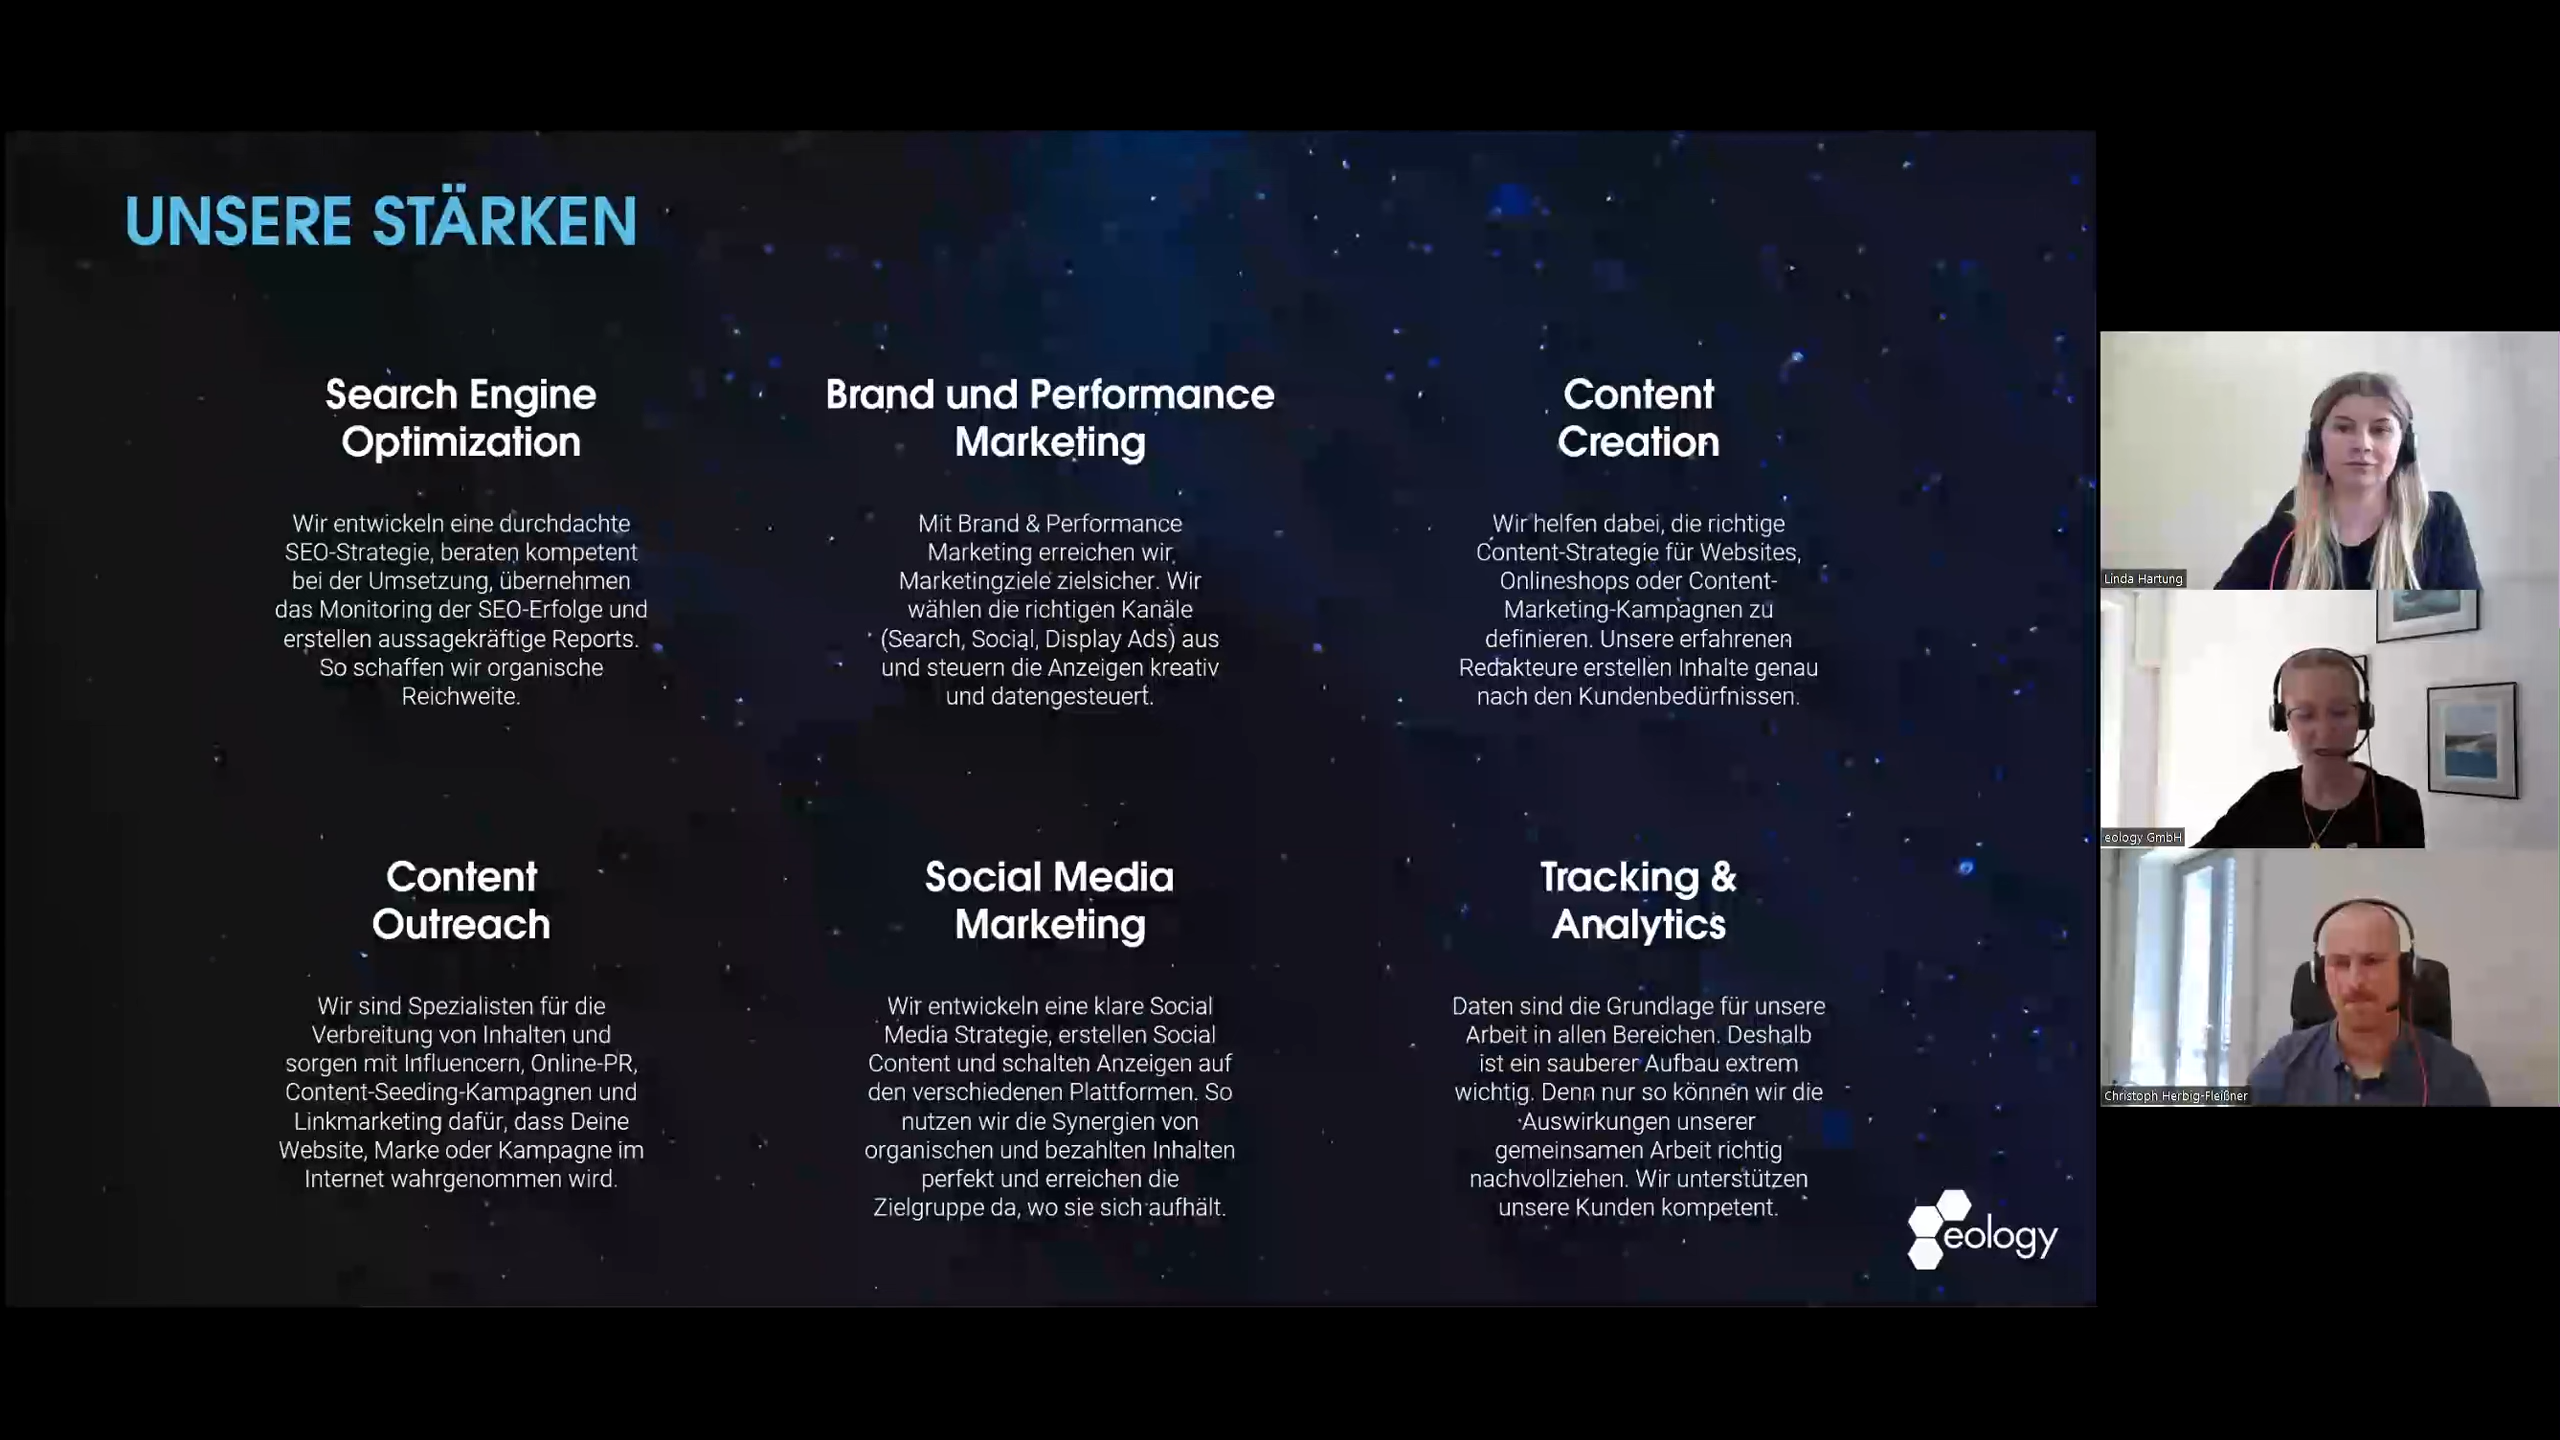 UNSERE STÄRKEN
Search Engine
Optimization
Wir entwickeln eine durchdachte
SEO-Strategie, beraten kompetent
bei der Umsetzung, übernehmen
das Monitoring der SEO-Erfolge und
erstellen aussagekräftige Reports.
So schaffen wir organische
Reichweite.
Brand und Performance
Marketing
Mit Brand & Performance
Marketing erreichen wir
Marketingziele zielsicher. Wir
wählen die richtigen Kanäle
(Search, Social, Display Ads) aus
und steuern die Anzeigen kreativ
und datengesteuert.
Content
Creation
Wir helfen dabei, die richtige
Content-Strategie für Websites,
Onlineshops oder Content-
Marketing-Kampagnen zu
definieren. Unsere erfahrenen
Redakteure erstellen Inhalte genau
nach den Kundenbedürfnissen.
Content
Outreach
Wir sind Spezialisten für die
Verbreitung von Inhalten und
sorgen mit Influencern, Online-PR,
Content-Seeding-Kampagnen und
Linkmarketing dafür, dass Deine
Website, Marke oder Kampagne im
Internet wahrgenommen wird.
Social Media
Marketing
Wir entwickeln eine klare Social
Media Strategie, erstellen Social
Content und schalten Anzeigen auf
den verschiedenen Plattformen. So
nutzen wir die Synergien von
organischen und bezahlten Inhalten
perfekt und erreichen die
Zielgruppe da, wo sie sich aufhält.
Tracking &
Analytics
Daten sind die Grundlage für unsere
Arbeit in allen Bereichen. Deshalb
ist ein sauberer Aufbau extrem
wichtig. Denn nur so können wir die
Auswirkungen unserer
gemeinsamen Arbeit richtig
nachvollziehen. Wir unterstützen
unsere Kunden kompetent.
eology
Linda Hartung
eology GmbH
Christoph Herbig-Fleißner